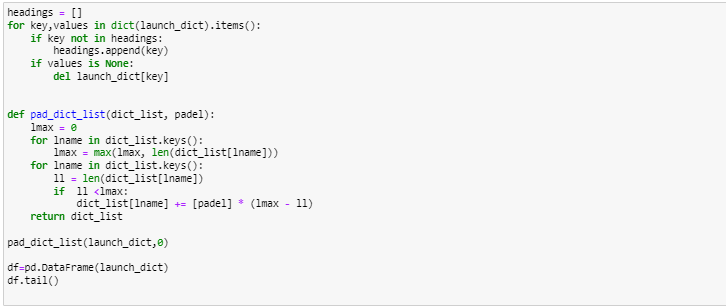 headings = []
for key,values in dict(launch_dict).items():
    if key not in headings:
        headings.append(key)
    if values is None:
        del launch_dict[key]
def pad_dict_list(dict_list, padel):
    lmax = 0
    for lname in dict_list.keys():
        lmax = max(lmax, len(dict_list[lname]))
    for lname in dict_list.keys():
        ll = len(dict_list[lname])
        if  ll <lmax:
            dict_list[lname] += [padel] * (lmax - ll)
    return dict_list
pad_dict_list(launch_dict,0)
df=pd.DataFrame(launch_dict)
df.tail()